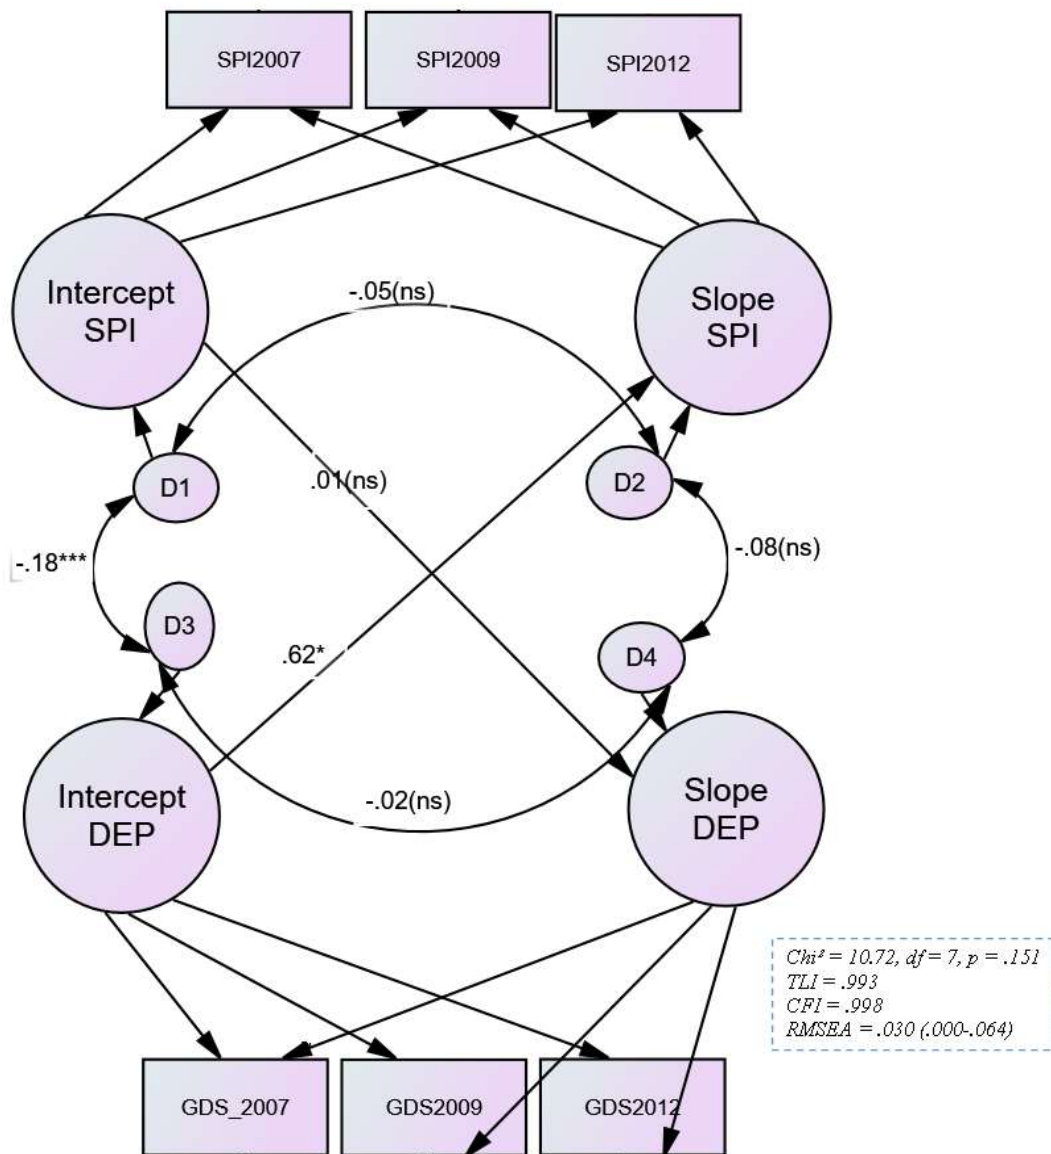 SPI2007
SPI2009
SPI2012
Intercept
SPI
Slope
SPI
-.05(ns)
D1
D2
.01(ns)
-.18***
-.08(ns)
D3
D4
.62*
Intercept
DEP
Slope
DEP
-.02(ns)
Chi² = 10.72, df = 7, p = .151
TLI = .993
CFI = .998
RMSEA = .030 (.000-.064)
GDS_2007
GDS2009
GDS2012